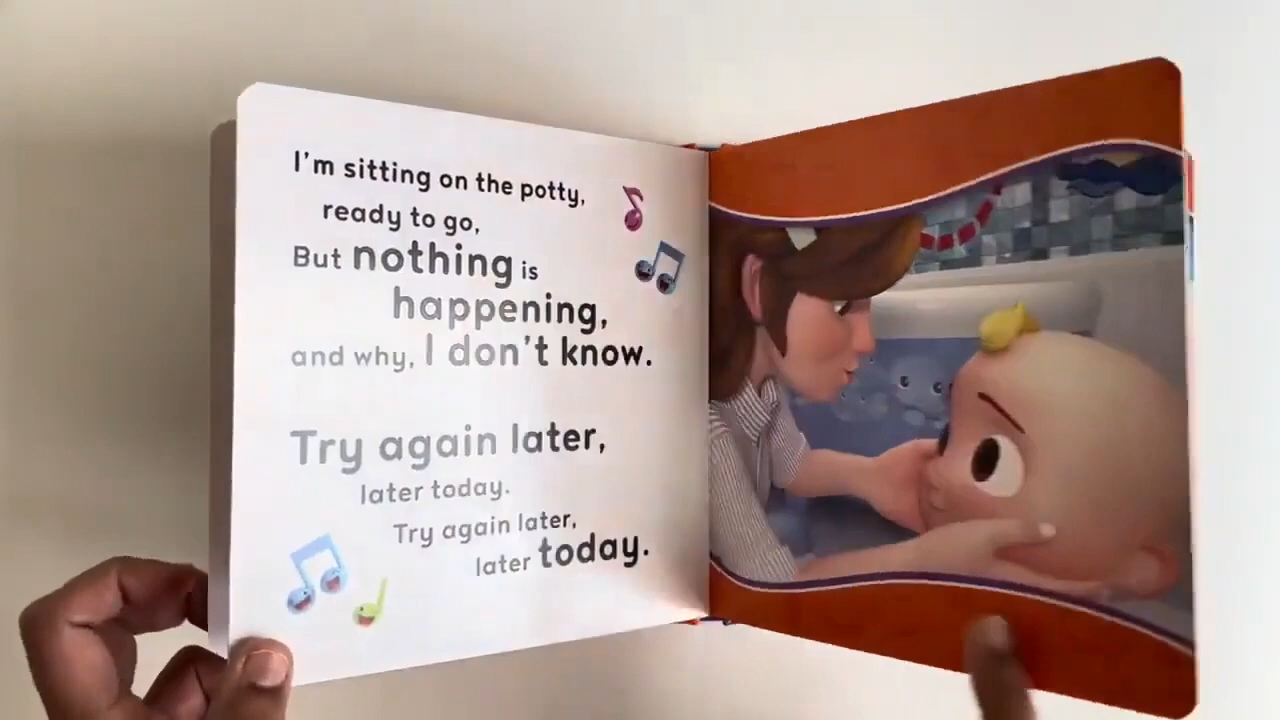 I'm sitting on the potty,
ready to go,
But nothing is
happening,
and why, I don't know.
Try again later,
later today.
Try again later,
later today.